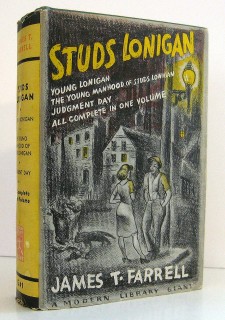 STUDS LONIGAN
YOUNG LONIGAN
THE YOUNG MANHOOD OF STUDS LONIGAN
JUDGMENT DAY
ALL COMPLETE IN ONE VOLUME
JAMES T. FARRELL
A MODERN LIBRARY GIANT
LONIGAN